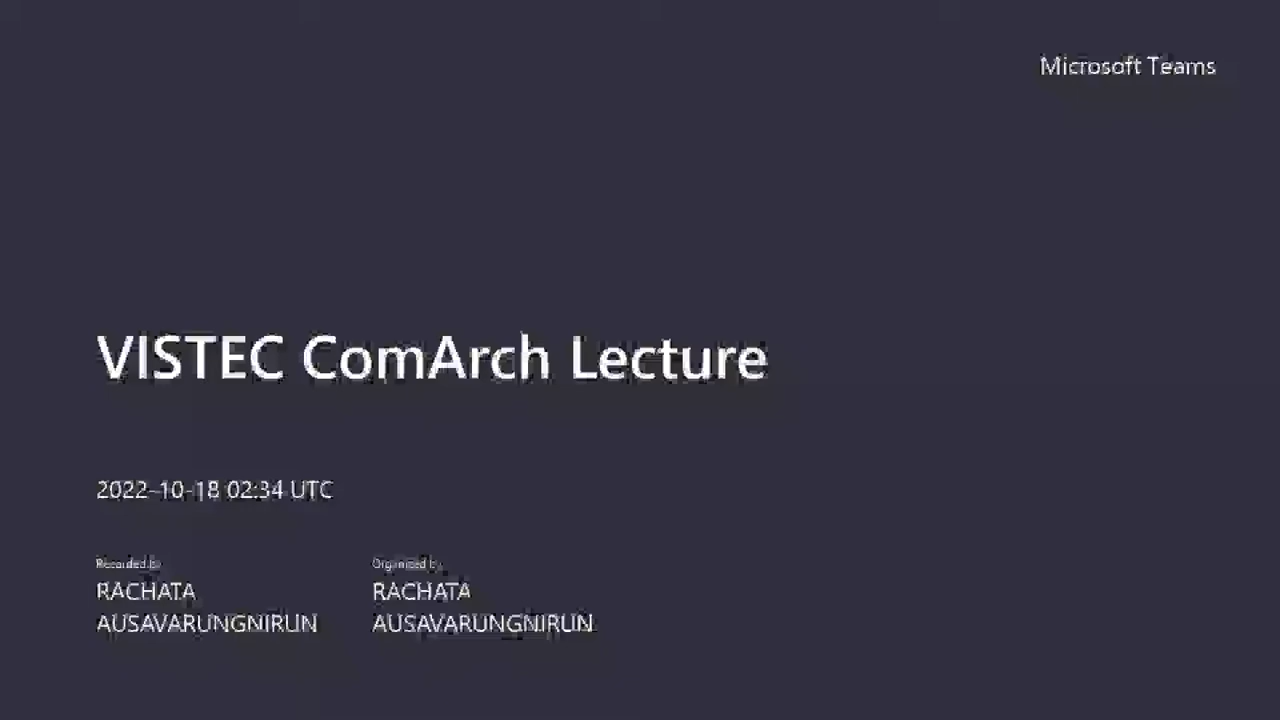 Microsoft Teams
VISTEC ComArch Lecture
2022-10-18 02:34 UTC
Recorded by
Organized by
RACHATA
RACHATA
AUSAVARUNGNIRUN
AUSAVARUNGNIRUN